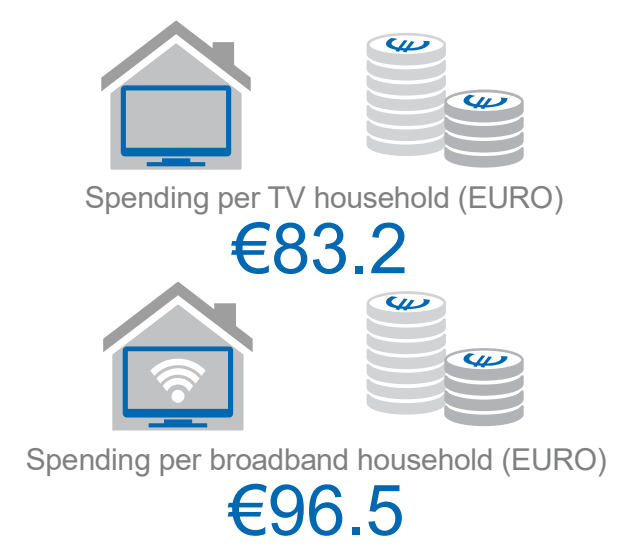 Spending per TV household (EURO)
€83.2
Spending per broadband household (EURO)
€96.5